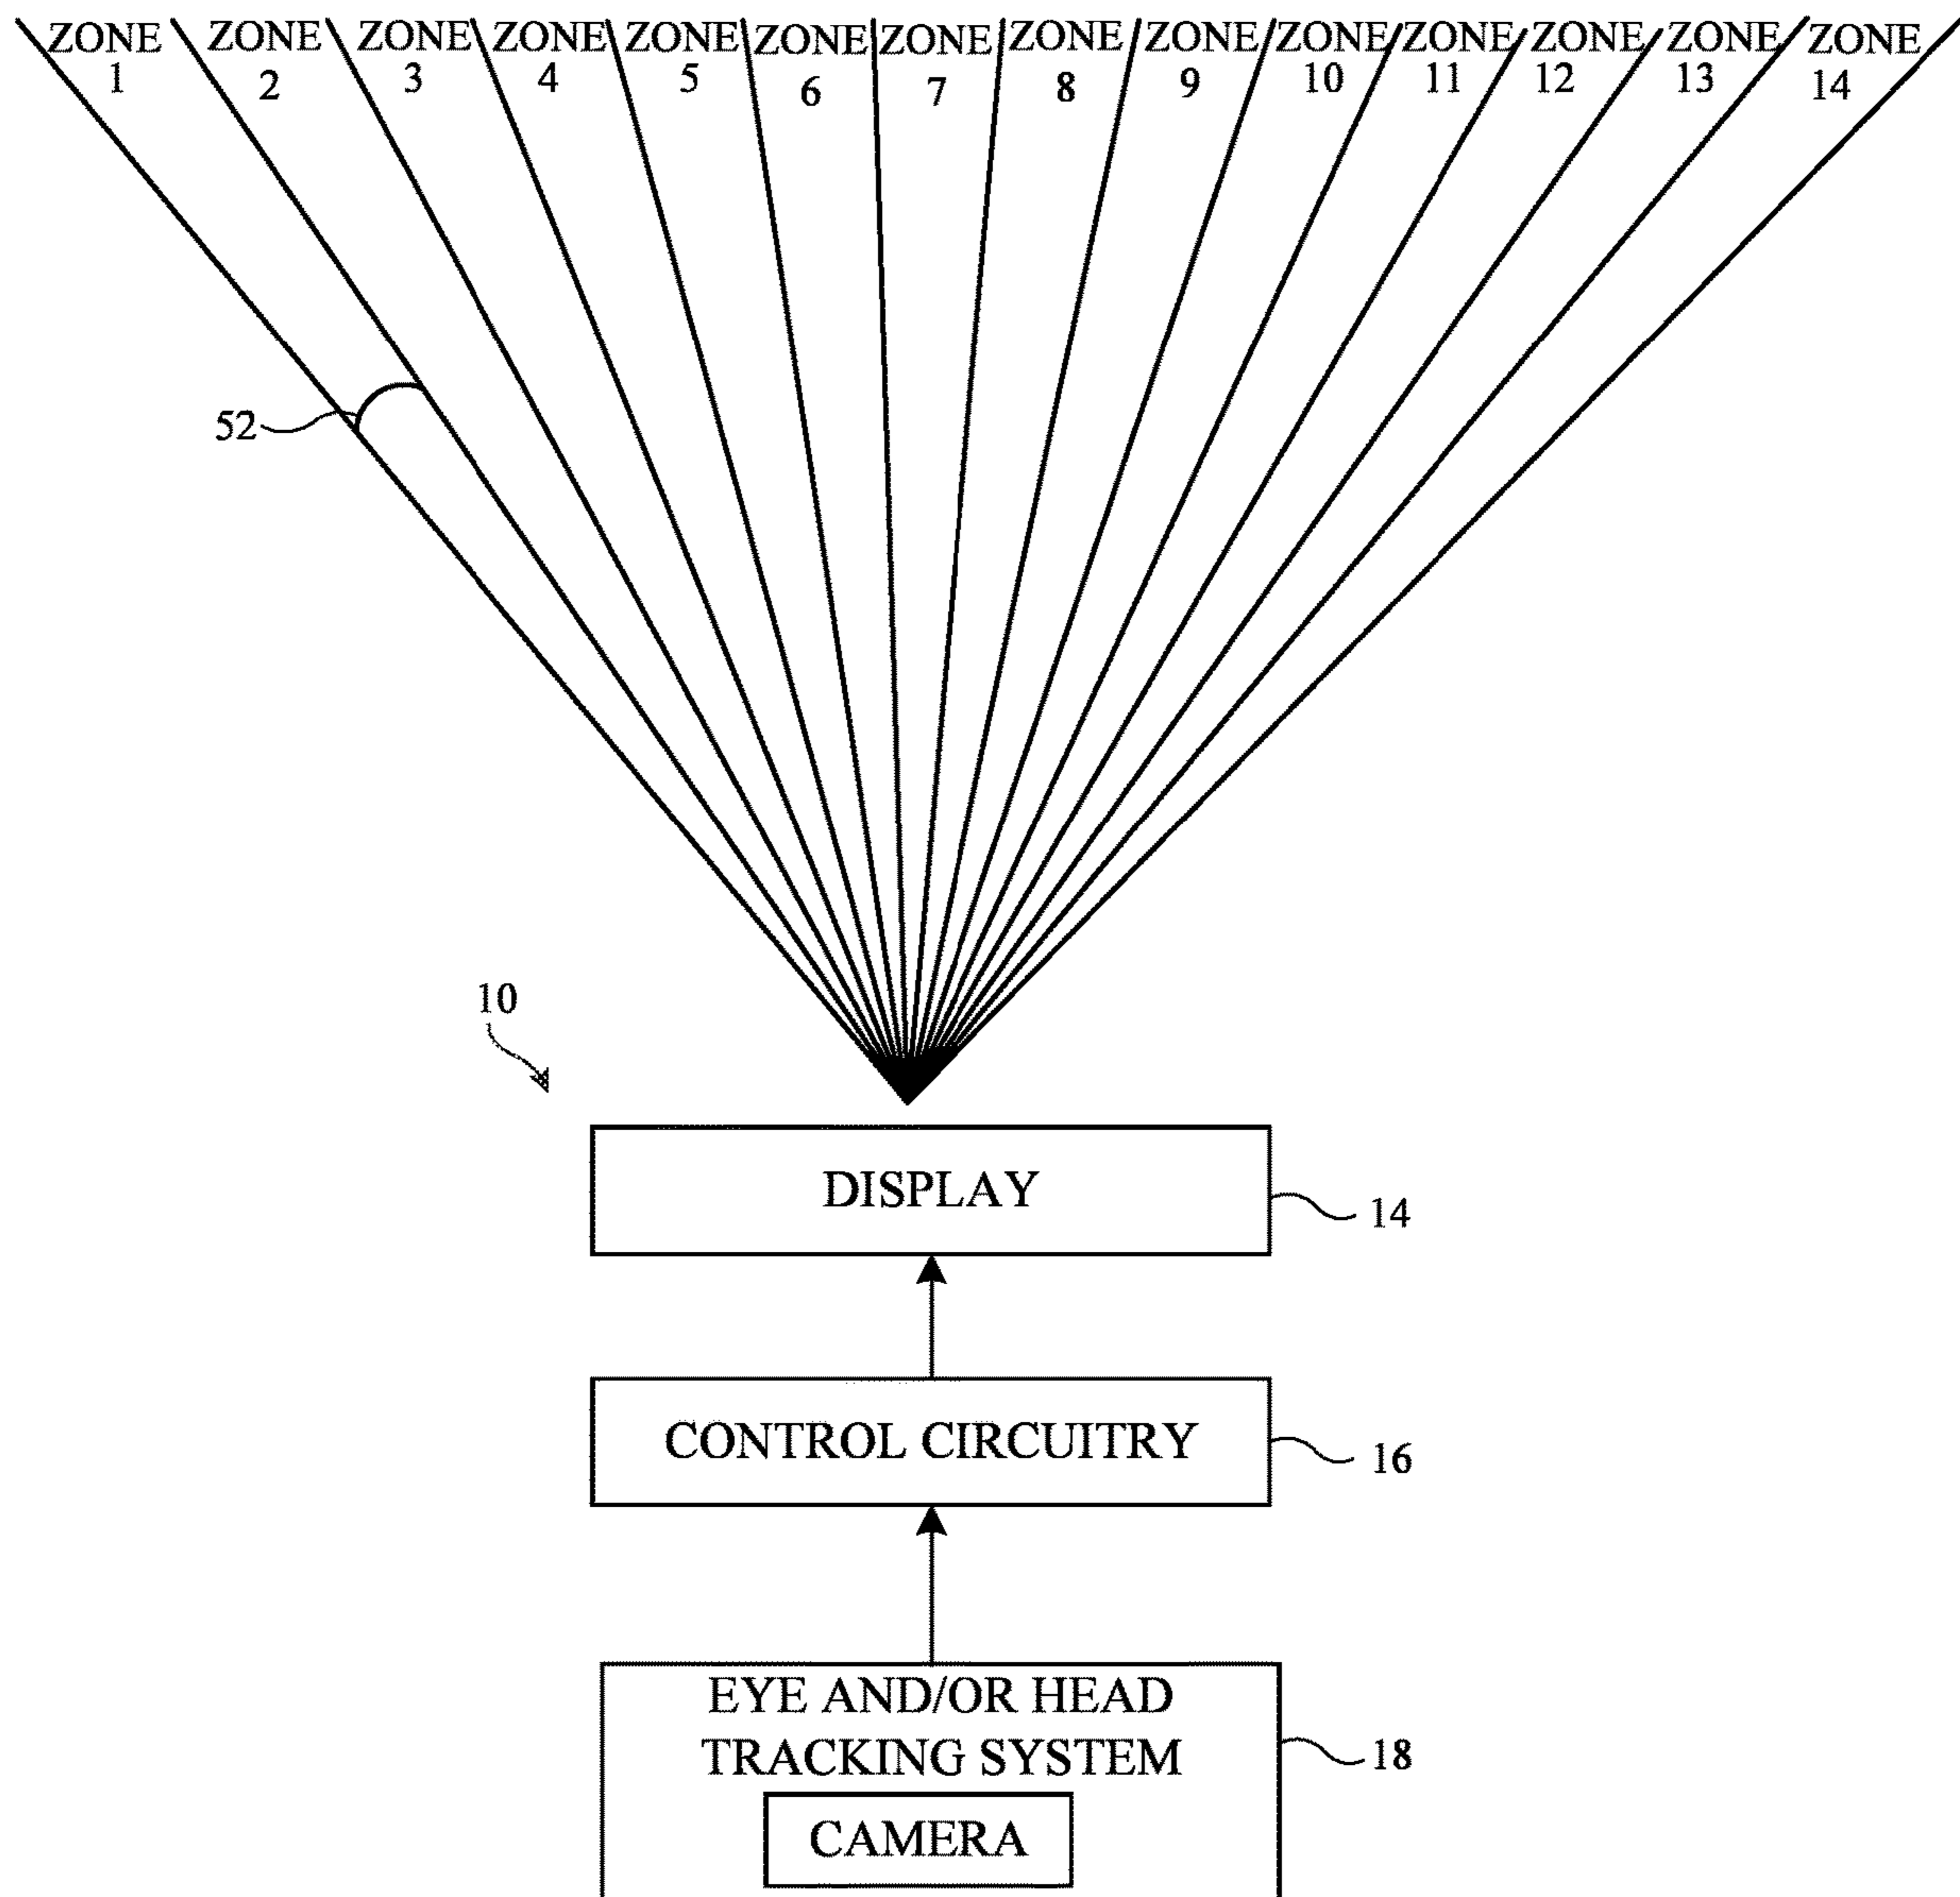 ZONE ZONE ZONE ZONE ZONE ZONE ZONE ZONE ZONE ZONE ZONE ZONE ZONE ZONE
1 2 3 4 5 6 7 8 9 10 11 12 13 14
52
10
DISPLAY
14
CONTROL CIRCUITRY
16
EYE AND/OR HEAD
TRACKING SYSTEM
18
CAMERA